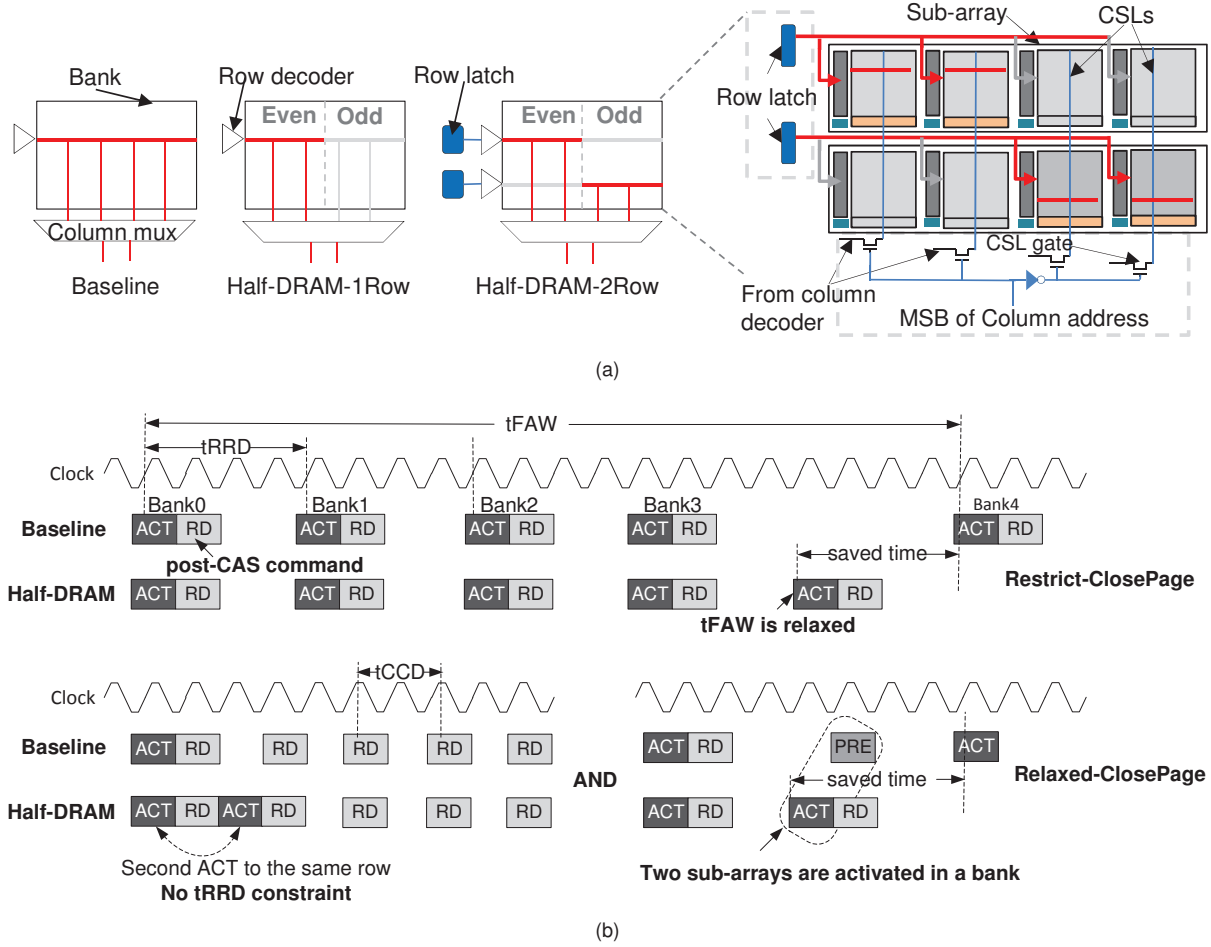 Sub-array
CSLs
Bank
Row decoder
Row latch
Even
Odd
Even
Odd
Row latch
Column mux
Baseline
Half-DRAM-1Row
Half-DRAM-2Row
CSL gate
From column
decoder
MSB of Column address
(a)
tFAW
tRRD
Clock
Bank0
Bank1
Bank2
Bank3
Bank4
Baseline
ACT RD
ACT RD
ACT RD
ACT RD
ACT RD
post-CAS command
saved time
Restrict-ClosePage
Half-DRAM
ACT RD
ACT RD
ACT RD
ACT RD
ACT RD
tFAW is relaxed
tCCD
Clock
Baseline
ACT RD
RD
RD
RD
RD
ACT RD
PRE
ACT
AND
saved time
Relaxed-ClosePage
Half-DRAM
ACT RD ACT RD
RD
RD
RD
ACT RD
ACT RD
Second ACT to the same row
No tRRD constraint
Two sub-arrays are activated in a bank
(b)